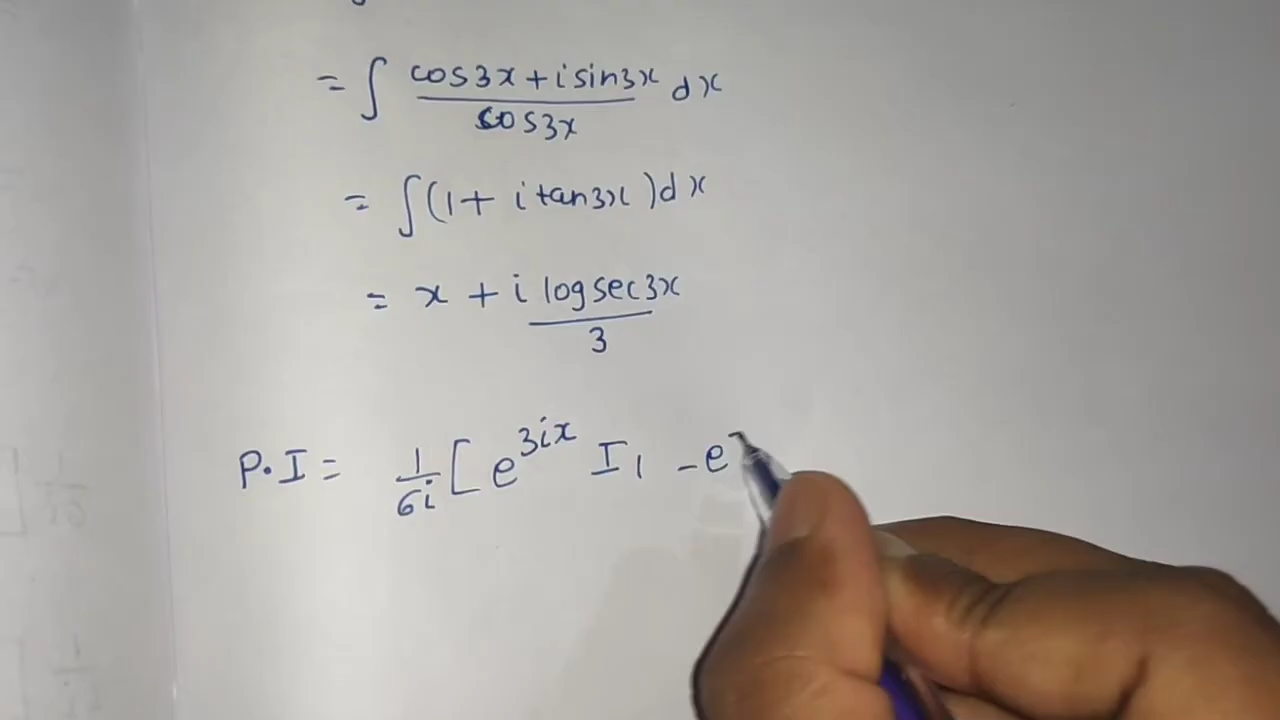 = ∫ cos3x + i sin3x / cos3x dx
= ∫(1 + i tan3x)dx
= x + i log sec3x / 3
P.I = 1/6i [ e^3ix I1 - e^-